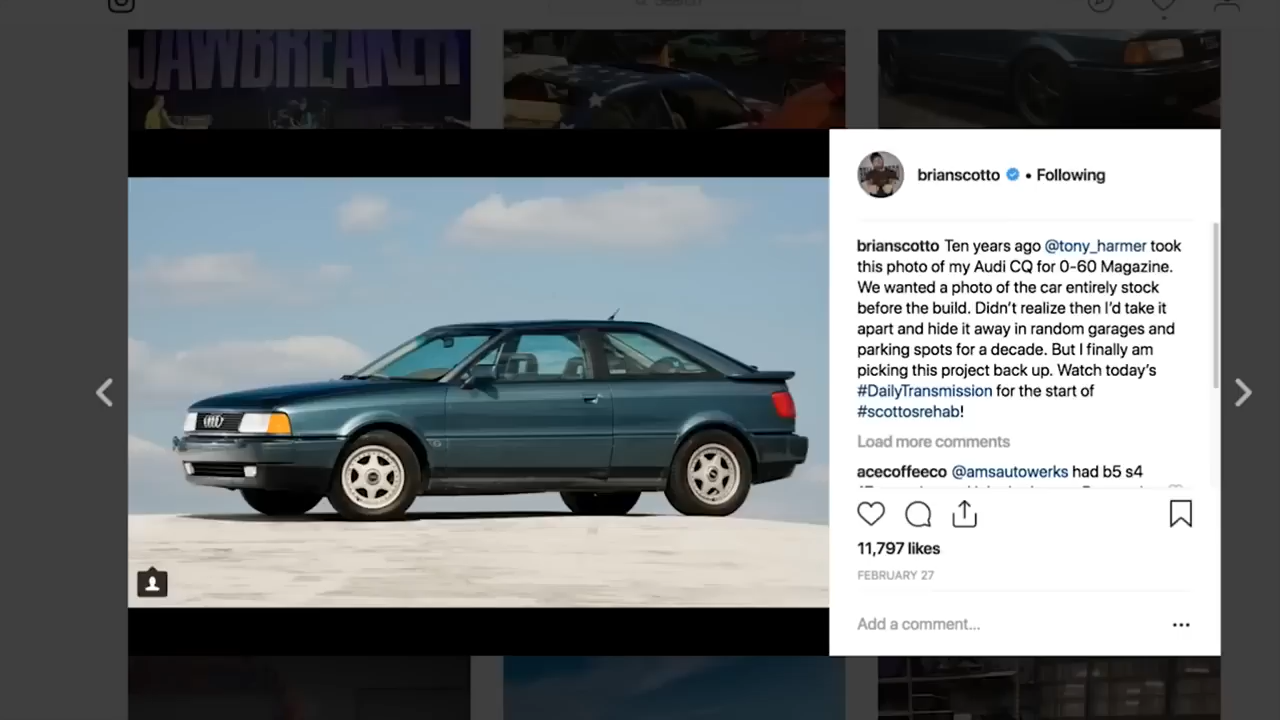 Search
JAWBREAKER
brianscotto • Following
brianscotto Ten years ago @tony_harmer took
this photo of my Audi CQ for 0-60 Magazine.
We wanted a photo of the car entirely stock
before the build. Didn't realize then I'd take it
apart and hide it away in random garages and
parking spots for a decade. But I finally am
picking this project back up. Watch today's
#DailyTransmission for the start of
#scottosrehab!
Load more comments
acecoffeeco @amsautowerks had b5 s4
11,797 likes
FEBRUARY 27
Add a comment...